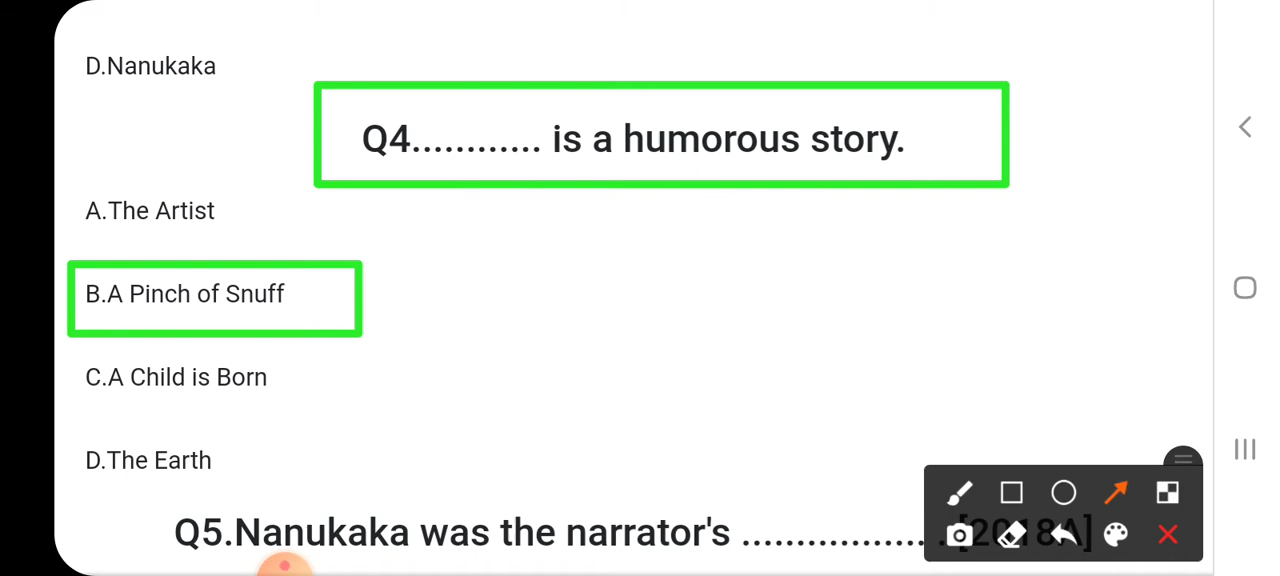 D.Nanukaka
Q4............ is a humorous story.
A.The Artist
B.A Pinch of Snuff
C.A Child is Born
D.The Earth
Q5.Nanukaka was the narrator's ................. . [2018A]